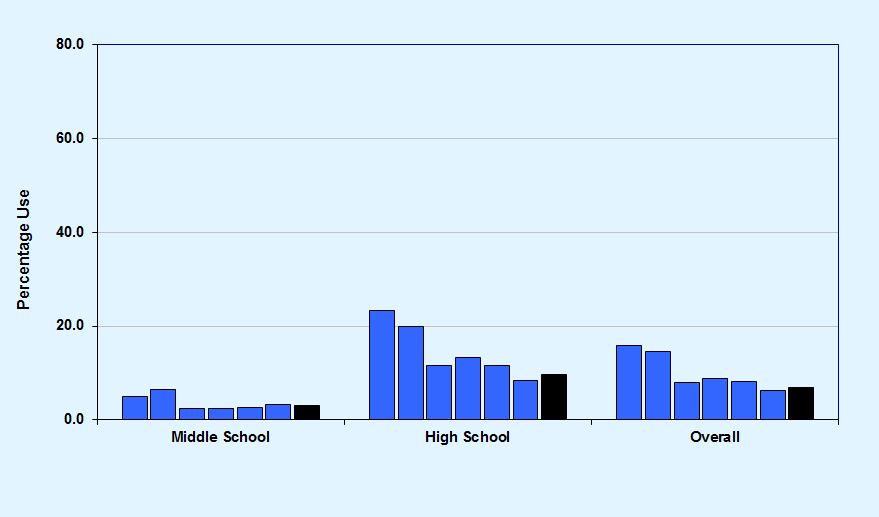 80.0
60.0
40.0
20.0
0.0
Percentage Use
Middle School
High School
Overall